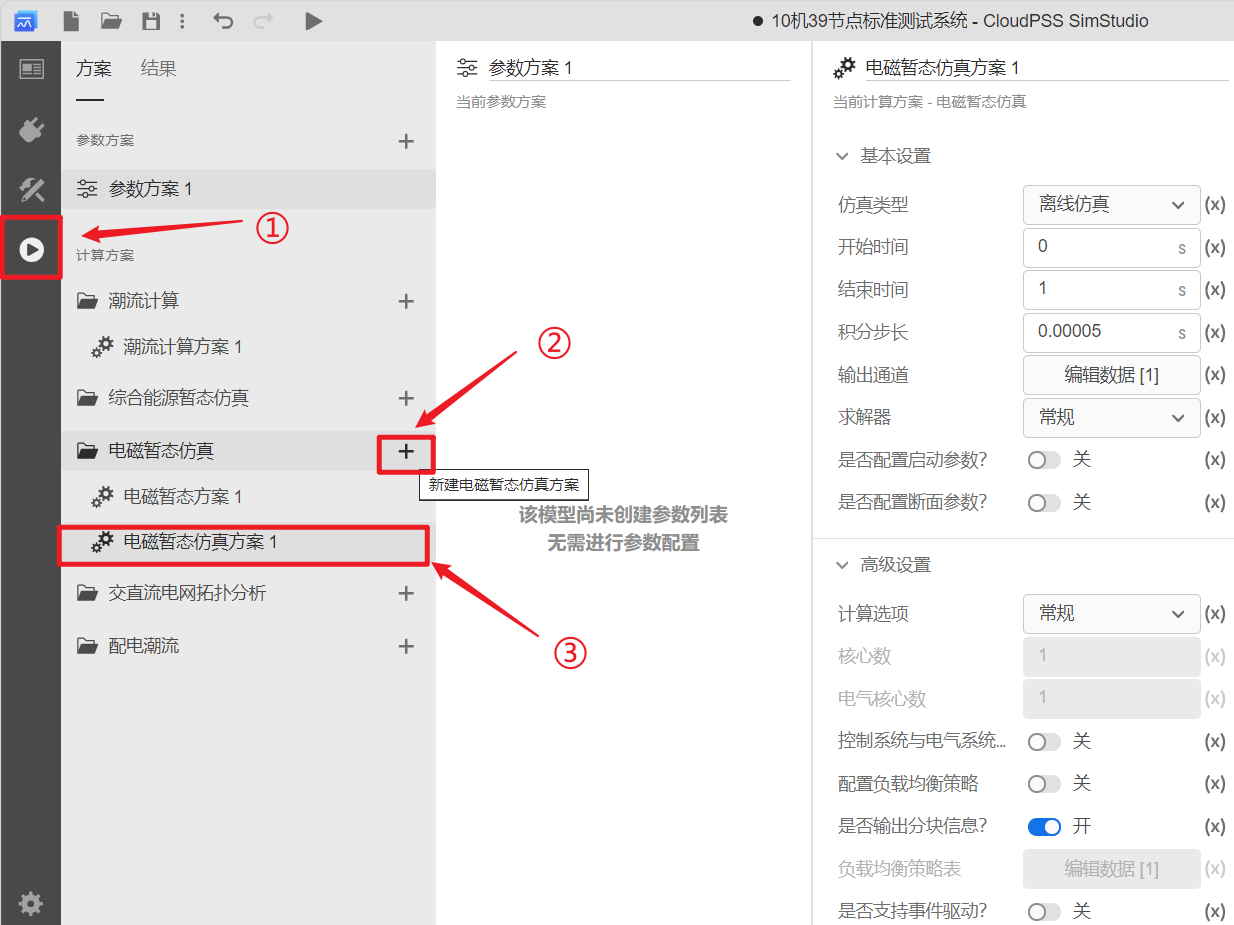 ● 10机39节点标准测试系统 - CloudPSS SimStudio
方案 结果
参数方案
参数方案 1
①
计算方案
潮流计算
潮流计算方案 1
综合能源暂态仿真
②
电磁暂态仿真
新建电磁暂态仿真方案
电磁暂态方案 1
电磁暂态仿真方案 1
③
交直流电网拓扑分析
配电潮流
参数方案 1
当前参数方案
该模型尚未创建参数列表
无需进行参数配置
电磁暂态仿真方案 1
当前计算方案 - 电磁暂态仿真
基本设置
仿真类型 离线仿真 (x)
开始时间 0 s (x)
结束时间 1 s (x)
积分步长 0.00005 s (x)
输出通道 编辑数据 [1] (x)
求解器 常规 (x)
是否配置启动参数? 关 (x)
是否配置断面参数? 关 (x)
高级设置
计算选项 常规 (x)
核心数 1 (x)
电气核心数 1 (x)
控制系统与电气系统... 关 (x)
配置负载均衡策略 关 (x)
是否输出分块信息? 开 (x)
负载均衡策略表 编辑数据 [1] (x)
是否支持事件驱动? 关 (x)